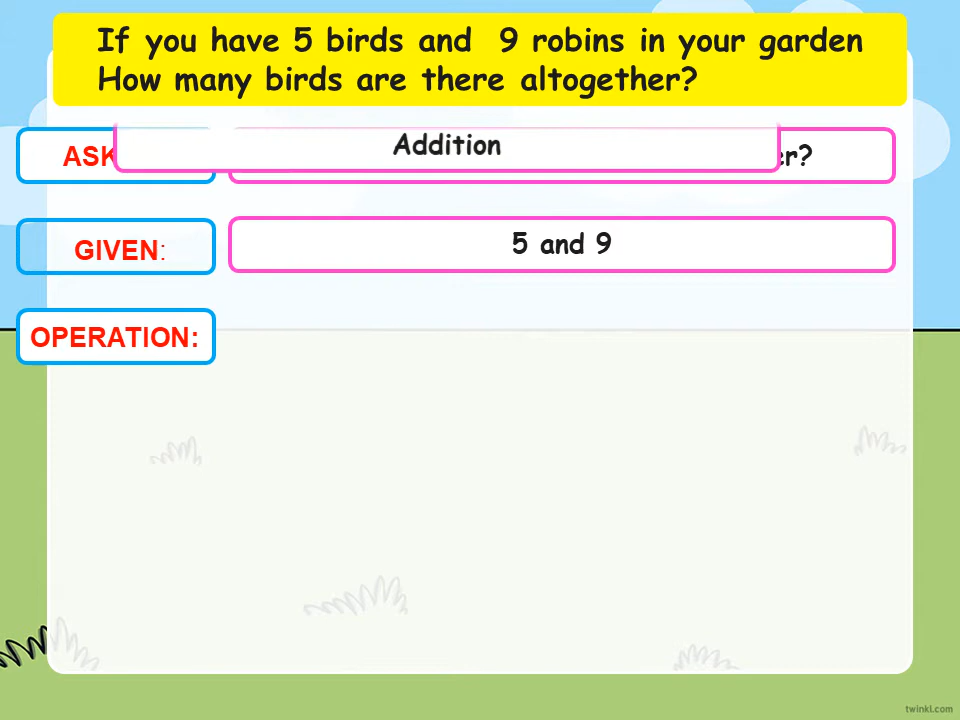 If you have 5 birds and 9 robins in your garden
How many birds are there altogether?
ASK
er?
Addition
GIVEN:
5 and 9
OPERATION:
twinkl.com